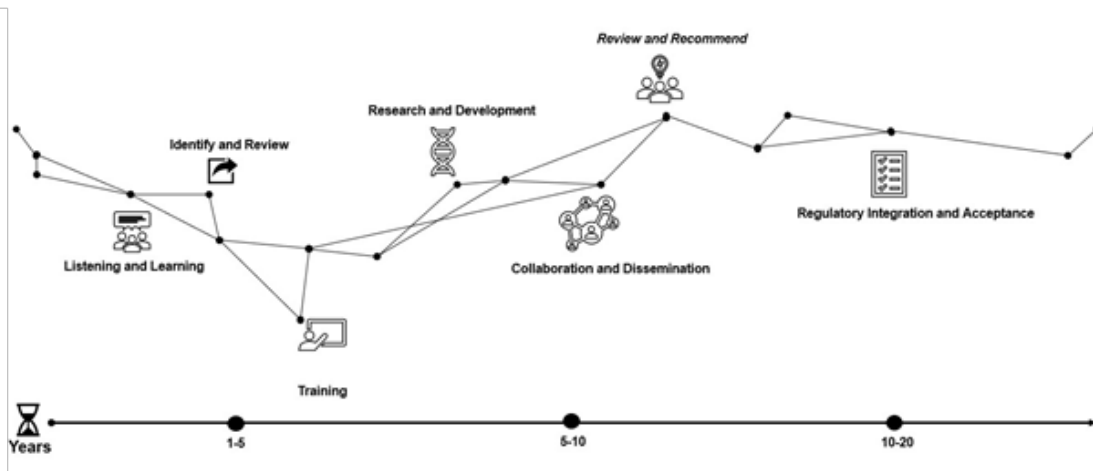 Review and Recommend
Research and Development
Identify and Review
Regulatory Integration and Acceptance
Listening and Learning
Collaboration and Dissemination
Training
Years
1-5
5-10
10-20